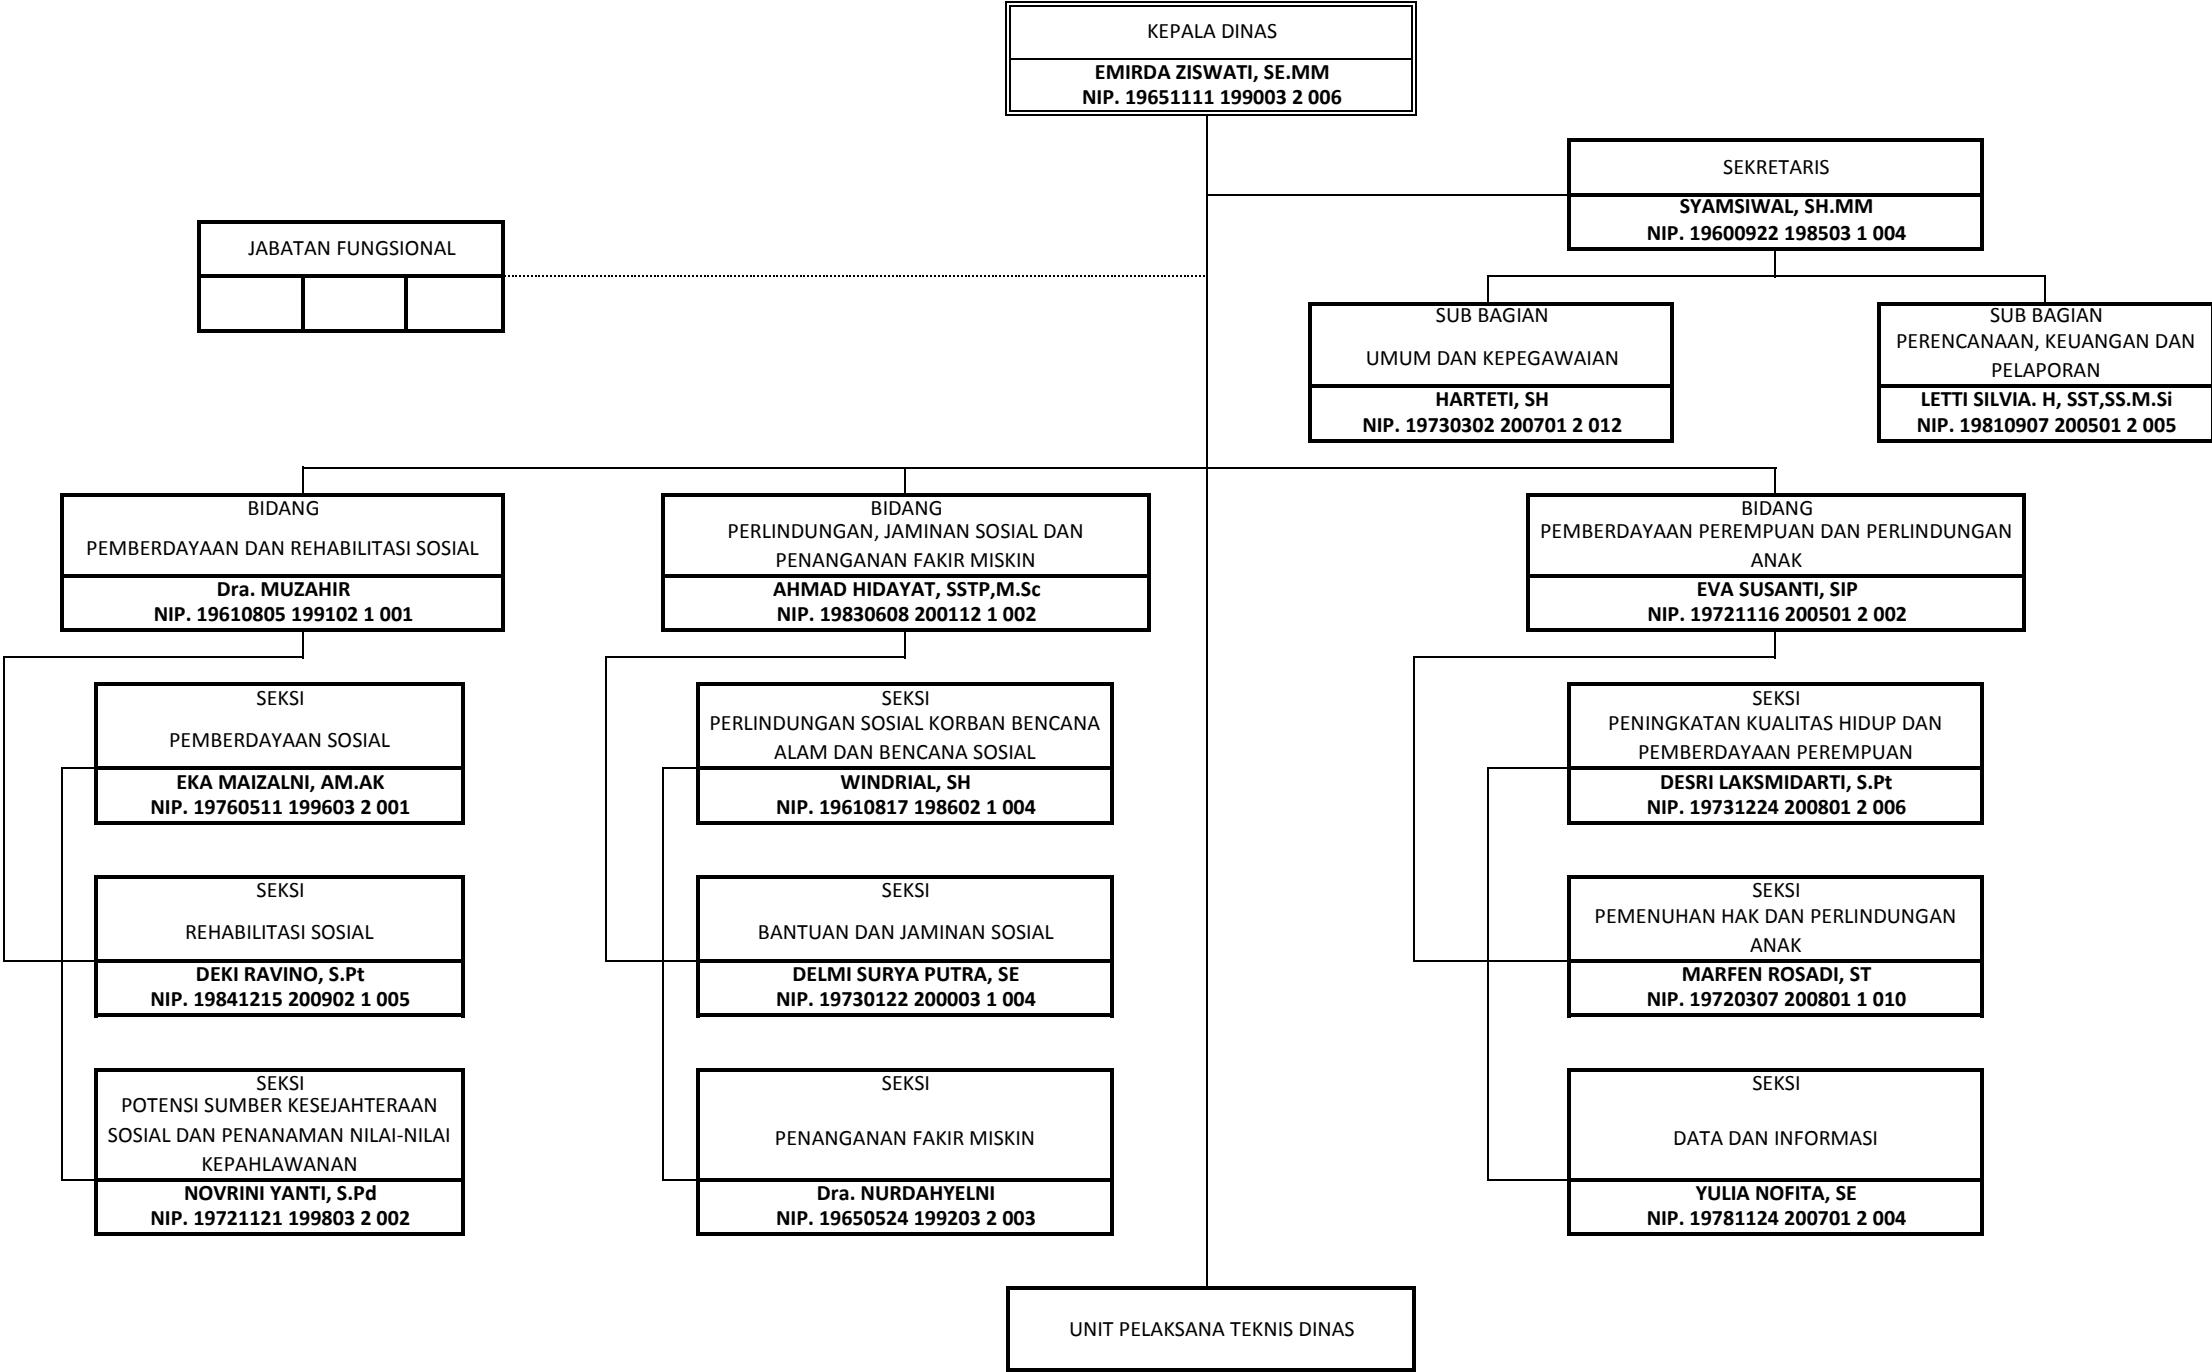 KEPALA DINAS
EMIRDA ZISWATI, SE.MM
NIP. 19651111 199003 2 006
SEKRETARIS
SYAMSIWAL, SH.MM
NIP. 19600922 198503 1 004
JABATAN FUNGSIONAL
SUB BAGIAN
UMUM DAN KEPEGAWAIAN
HARTETI, SH
NIP. 19730302 200701 2 012
SUB BAGIAN
PERENCANAAN, KEUANGAN DAN
PELAPORAN
LETTI SILVIA. H, SST,SS.M.Si
NIP. 19810907 200501 2 005
BIDANG
PEMBERDAYAAN DAN REHABILITASI SOSIAL
Dra. MUZAHIR
NIP. 19610805 199102 1 001
BIDANG
PERLINDUNGAN, JAMINAN SOSIAL DAN
PENANGANAN FAKIR MISKIN
AHMAD HIDAYAT, SSTP,M.Sc
NIP. 19830608 200112 1 002
BIDANG
PEMBERDAYAAN PEREMPUAN DAN PERLINDUNGAN
ANAK
EVA SUSANTI, SIP
NIP. 19721116 200501 2 002
SEKSI
PEMBERDAYAAN SOSIAL
EKA MAIZALNI, AM.AK
NIP. 19760511 199603 2 001
SEKSI
PERLINDUNGAN SOSIAL KORBAN BENCANA
ALAM DAN BENCANA SOSIAL
WINDRIAL, SH
NIP. 19610817 198602 1 004
SEKSI
PENINGKATAN KUALITAS HIDUP DAN
PEMBERDAYAAN PEREMPUAN
DESRI LAKSMIDARTI, S.Pt
NIP. 19731224 200801 2 006
SEKSI
REHABILITASI SOSIAL
DEKI RAVINO, S.Pt
NIP. 19841215 200902 1 005
SEKSI
BANTUAN DAN JAMINAN SOSIAL
DELMI SURYA PUTRA, SE
NIP. 19730122 200003 1 004
SEKSI
PEMENUHAN HAK DAN PERLINDUNGAN
ANAK
MARFEN ROSADI, ST
NIP. 19720307 200801 1 010
SEKSI
POTENSI SUMBER KESEJAHTERAAN
SOSIAL DAN PENANAMAN NILAI-NILAI
KEPAHLAWANAN
NOVRINI YANTI, S.Pd
NIP. 19721121 199803 2 002
SEKSI
PENANGANAN FAKIR MISKIN
Dra. NURDAHYELNI
NIP. 19650524 199203 2 003
SEKSI
DATA DAN INFORMASI
YULIA NOFITA, SE
NIP. 19781124 200701 2 004
UNIT PELAKSANA TEKNIS DINAS